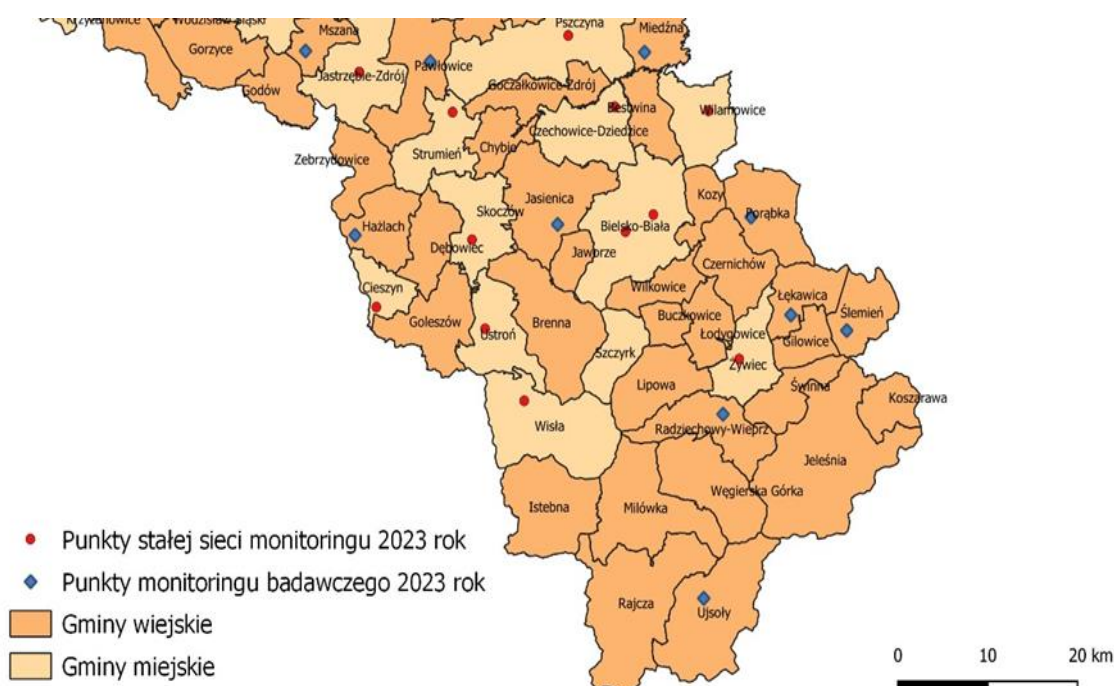 Krzyżanowice
Wodzisław Śląski
Mszana
Pszczyna
Miedźna
Gorzyce
Jastrzębie-Zdrój
Pawłowice
Goczałkowice-Zdrój
Godów
Bestwina
Wilamowice
Czechowice-Dziedzice
Strumień
Chybie
Zebrzydowice
Jasienica
Kozy
Skoczów
Porąbka
Hażlach
Bielsko-Biała
Dębowiec
Jaworze
Czernichów
Cieszyn
Wilkowice
Łękawica
Ślemień
Goleszów
Brenna
Buczkowice
Ustroń
Łodygowice
Gilowice
Szczyrk
Żywiec
Lipowa
Świnna
Koszarawa
Wisła
Radziechowy-Wieprz
Jeleśnia
Węgierska Górka
Istebna
Milówka
Rajcza
Ujsoły
Punkty stałej sieci monitoringu 2023 rok
Punkty monitoringu badawczego 2023 rok
Gminy wiejskie
Gminy miejskie
0 10 20 km